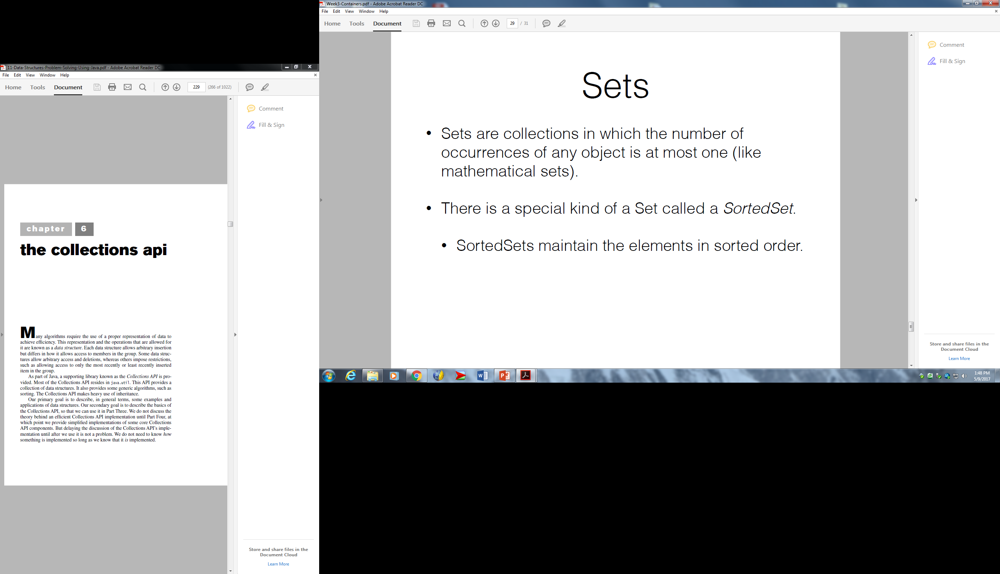 11-Data-Structures-Problem-Solving-Using-Java.pdf - Adobe Acrobat Reader DC
File Edit View Window Help
Home Tools Document 229 (266 of 1022)
Comment
Fill & Sign
chapter 6
the collections api
Many algorithms require the use of a proper representation of data to
achieve efficiency. This representation and the operations that are allowed for
it are known as a data structure. Each data structure allows arbitrary insertion
but differs in how it allows access to members in the group. Some data struc-
tures allow arbitrary access and deletions, whereas others impose restrictions,
such as allowing access to only the most recently or least recently inserted
item in the group.
As part of Java, a supporting library known as the Collections API is pro-
vided. Most of the Collections API resides in java.util. This API provides a
collection of data structures. It also provides some generic algorithms, such as
sorting. The Collections API makes heavy use of inheritance.
Our primary goal is to describe, in general terms, some examples and
applications of data structures. Our secondary goal is to describe the basics of
the Collections API, so that we can use it in Part Three. We do not discuss the
theory behind an efficient Collections API implementation until Part Four, at
which point we provide simplified implementations of some core Collections
API components. But delaying the discussion of the Collections API's imple-
mentation until after we use it is not a problem. We do not need to know how
something is implemented so long as we know that it is implemented.
Store and share files in the
Document Cloud
Learn More
Week3-Containers.pdf - Adobe Acrobat Reader DC
File Edit View Window Help
Home Tools Document 29 / 31
Comment
Fill & Sign
Sets
• Sets are collections in which the number of
occurrences of any object is at most one (like
mathematical sets).
• There is a special kind of a Set called a SortedSet.
• SortedSets maintain the elements in sorted order.
Store and share files in the
Document Cloud
Learn More
1:48 PM
5/9/2017